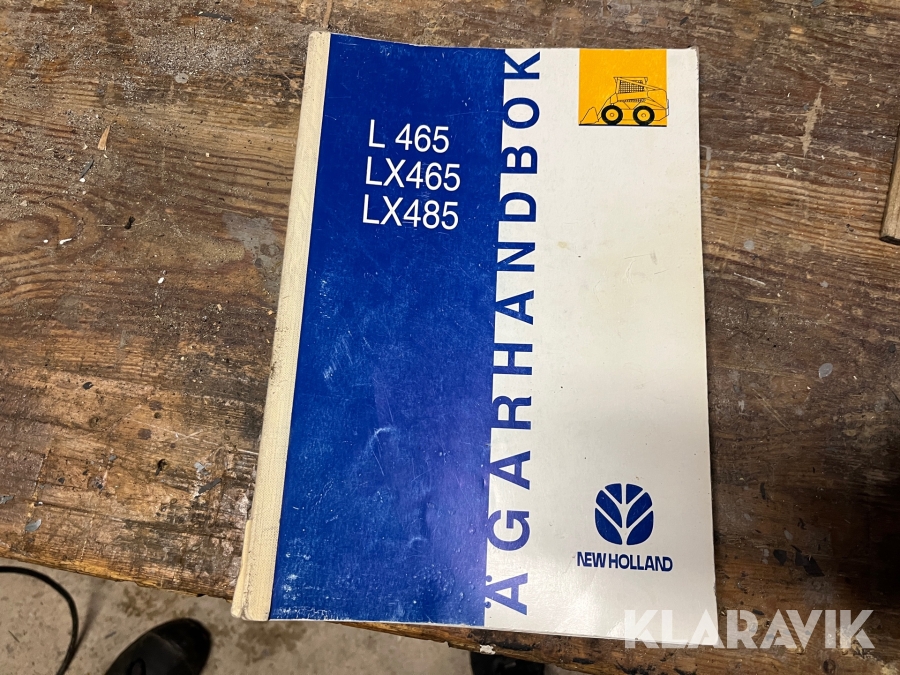 L 465
LX465
LX485
ÄGARHANDBOK
NEW HOLLAND
KLARAVIK